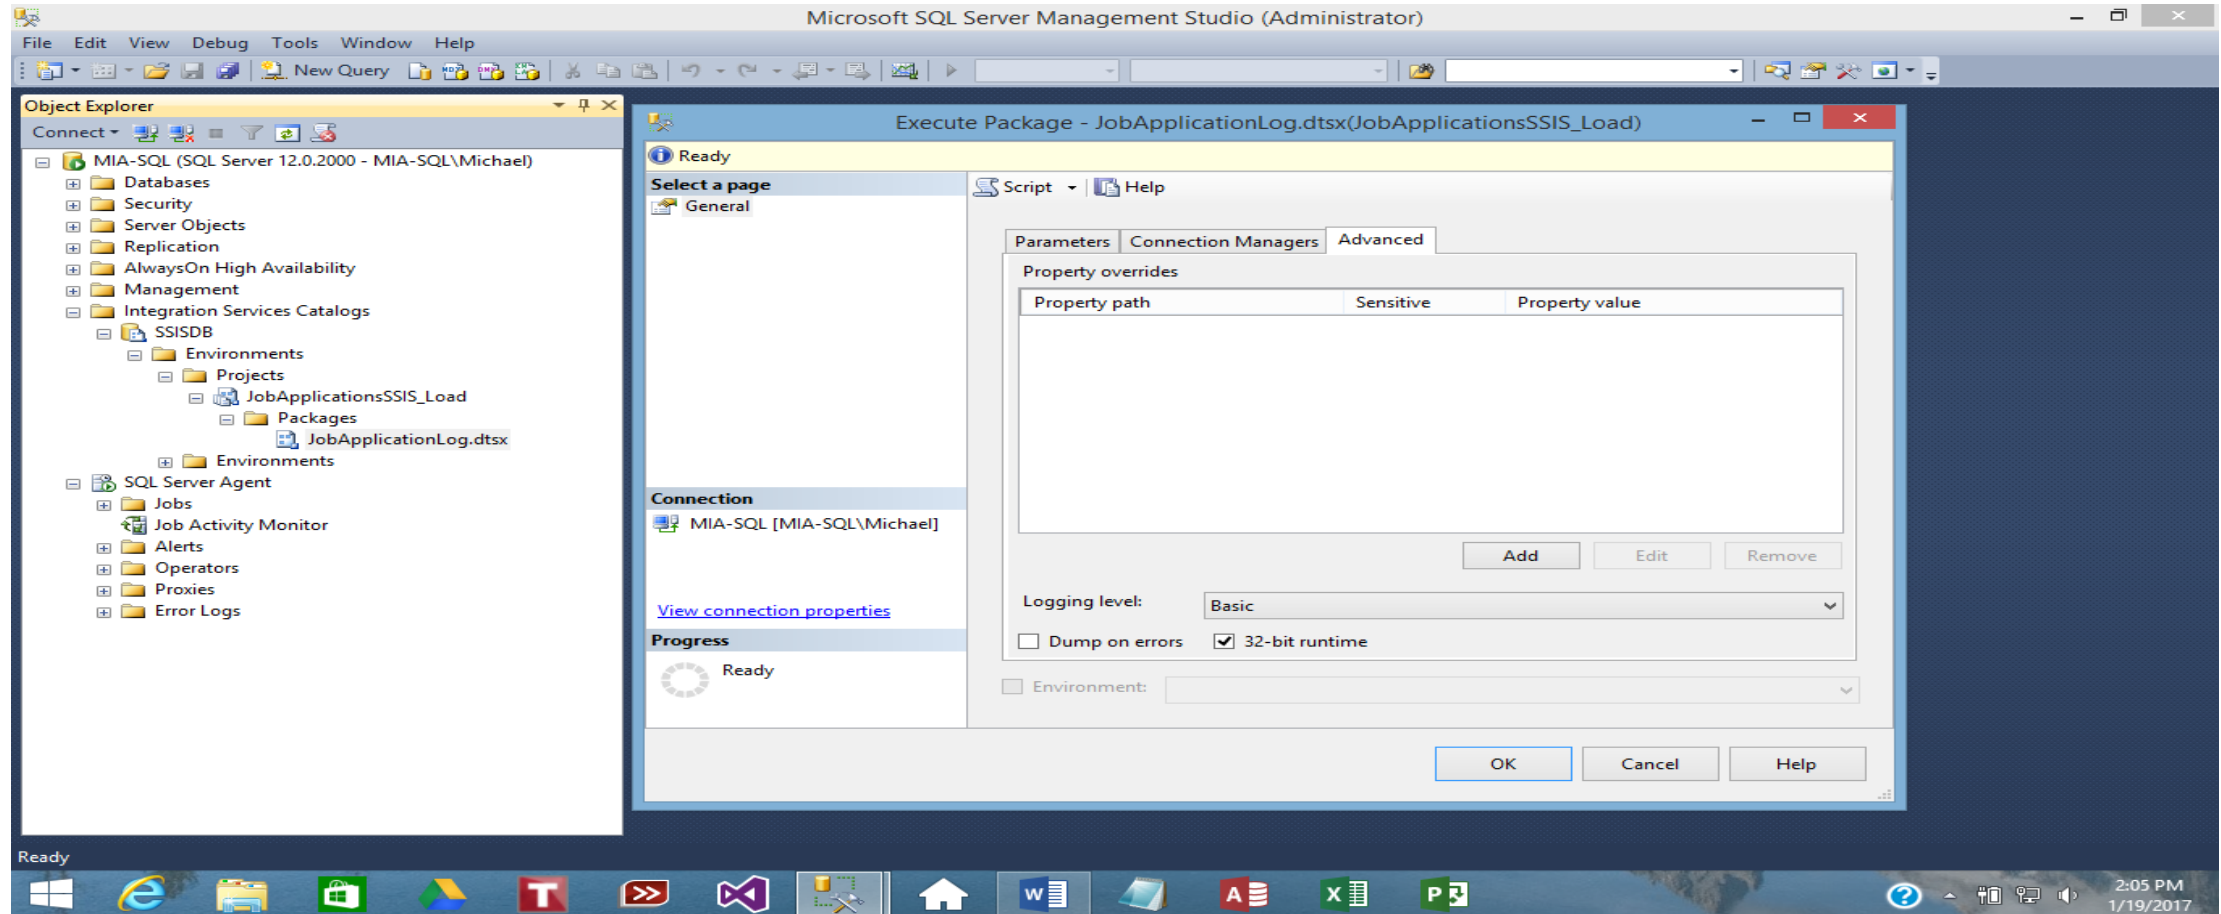 Microsoft SQL Server Management Studio (Administrator)
File Edit View Debug Tools Window Help
New Query
Object Explorer
Connect
MIA-SQL (SQL Server 12.0.2000 - MIA-SQL\Michael)
Databases
Security
Server Objects
Replication
AlwaysOn High Availability
Management
Integration Services Catalogs
SSISDB
Environments
Projects
JobApplicationsSSIS_Load
Packages
JobApplicationLog.dtsx
Environments
SQL Server Agent
Jobs
Job Activity Monitor
Alerts
Operators
Proxies
Error Logs
Execute Package - JobApplicationLog.dtsx(JobApplicationsSSIS_Load)
Ready
Select a page
General
Connection
MIA-SQL [MIA-SQL\Michael]
View connection properties
Progress
Ready
Script Help
Parameters Connection Managers Advanced
Property overrides
Property path Sensitive Property value
Add Edit Remove
Logging level: Basic
Dump on errors 32-bit runtime
Environment:
OK Cancel Help
Ready
2:05 PM
1/19/2017